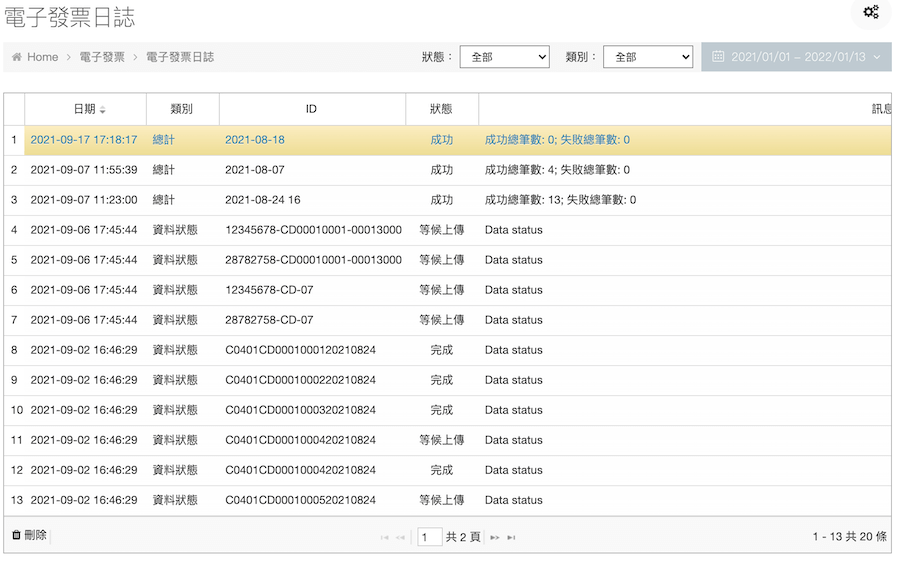 電子發票日誌
Home > 電子發票 > 電子發票日誌 狀態： 全部 類別： 全部 2021/01/01 – 2022/01/13
日期 類別 ID 狀態 訊息
1 2021-09-17 17:18:17 總計 2021-08-18 成功 成功總筆數: 0; 失敗總筆數: 0
2 2021-09-07 11:55:39 總計 2021-08-07 成功 成功總筆數: 4; 失敗總筆數: 0
3 2021-09-07 11:23:00 總計 2021-08-24 16 成功 成功總筆數: 13; 失敗總筆數: 0
4 2021-09-06 17:45:44 資料狀態 12345678-CD00010001-00013000 等候上傳 Data status
5 2021-09-06 17:45:44 資料狀態 28782758-CD00010001-00013000 等候上傳 Data status
6 2021-09-06 17:45:44 資料狀態 12345678-CD-07 等候上傳 Data status
7 2021-09-06 17:45:44 資料狀態 28782758-CD-07 等候上傳 Data status
8 2021-09-02 16:46:29 資料狀態 C0401CD0001000120210824 完成 Data status
9 2021-09-02 16:46:29 資料狀態 C0401CD0001000220210824 完成 Data status
10 2021-09-02 16:46:29 資料狀態 C0401CD0001000320210824 完成 Data status
11 2021-09-02 16:46:29 資料狀態 C0401CD0001000420210824 等候上傳 Data status
12 2021-09-02 16:46:29 資料狀態 C0401CD0001000420210824 完成 Data status
13 2021-09-02 16:46:29 資料狀態 C0401CD0001000520210824 等候上傳 Data status
刪除 1 共 2 頁 1 - 13 共 20 條